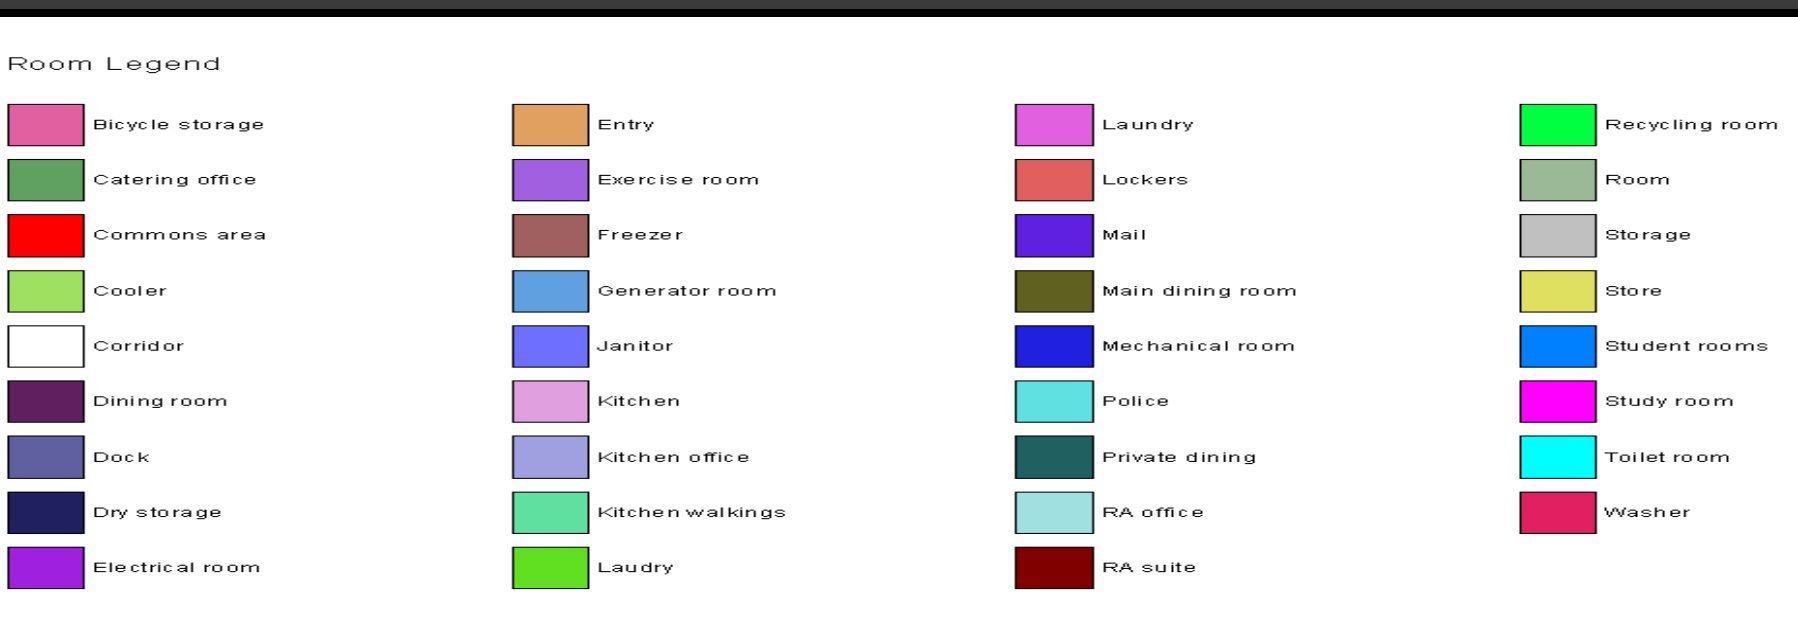 Room Legend
Bicycle storage
Catering office
Commons area
Cooler
Corridor
Dining room
Dock
Dry storage
Electrical room
Entry
Exercise room
Freezer
Generator room
Janitor
Kitchen
Kitchen office
Kitchen walkings
Laudry
Laundry
Lockers
Mail
Main dining room
Mechanical room
Police
Private dining
RA office
RA suite
Recycling room
Room
Storage
Store
Student rooms
Study room
Toilet room
Washer